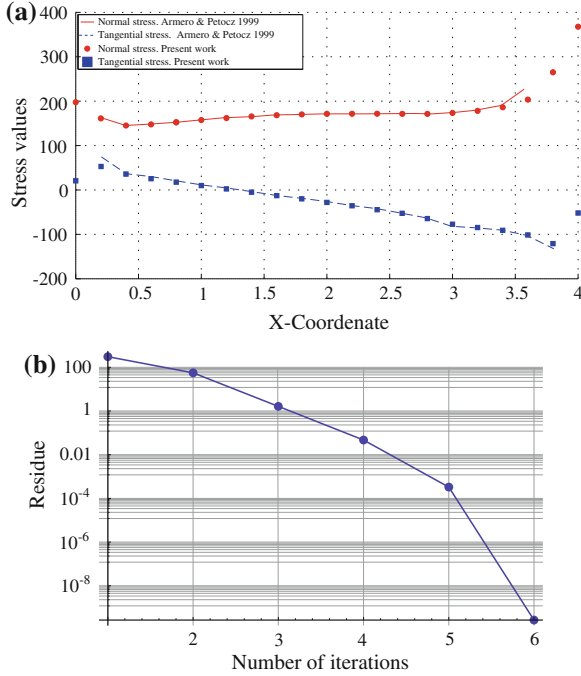 (a)
Normal stress. Armero & Petocz 1999
Tangential stress. Armero & Petocz 1999
Normal stress. Present work
Tangential stress. Present work
400
300
200
100
0
-100
-200
Stress values
0 0.5 1 1.5 2 2.5 3 3.5 4
X-Coordenate
(b)
100
1
0.01
10⁻⁴
10⁻⁶
10⁻⁸
Residue
2 3 4 5 6
Number of iterations